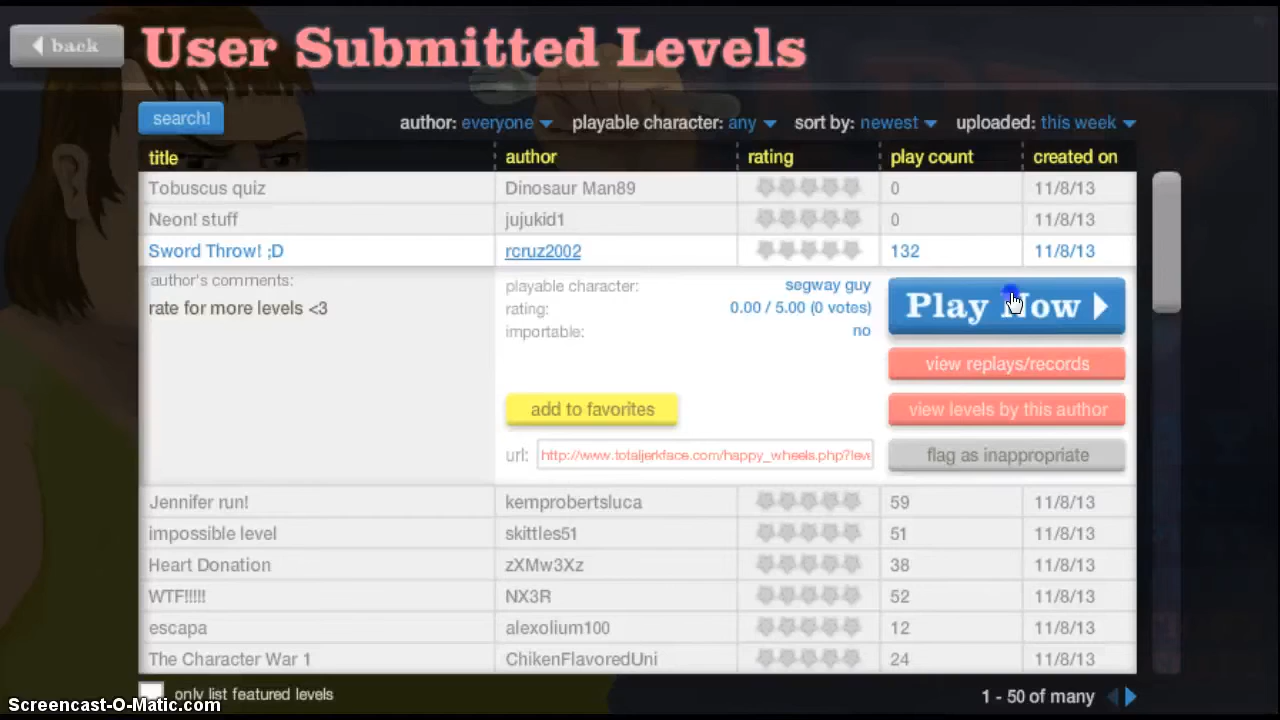 back
User Submitted Levels
search!
author: everyone
playable character: any
sort by: newest
uploaded: this week
title author rating play count created on
Tobuscus quiz Dinosaur Man89 0 11/8/13
Neon! stuff jujukid1 0 11/8/13
Sword Throw! ;D rcruz2002 132 11/8/13
author's comments:
rate for more levels <3
playable character: segway guy
rating: 0.00 / 5.00 (0 votes)
importable: no
add to favorites
url: http://www.totaljerkface.com/happy_wheels.php?lev
Play Now
view replays/records
view levels by this author
flag as inappropriate
Jennifer run! kemprobertsluca 59 11/8/13
impossible level skittles51 51 11/8/13
Heart Donation zXMw3Xz 38 11/8/13
WTF!!!!! NX3R 52 11/8/13
escapa alexolium100 12 11/8/13
The Character War 1 ChikenFlavoredUni 24 11/8/13
only list featured levels
1 - 50 of many
Screencast-O-Matic.com